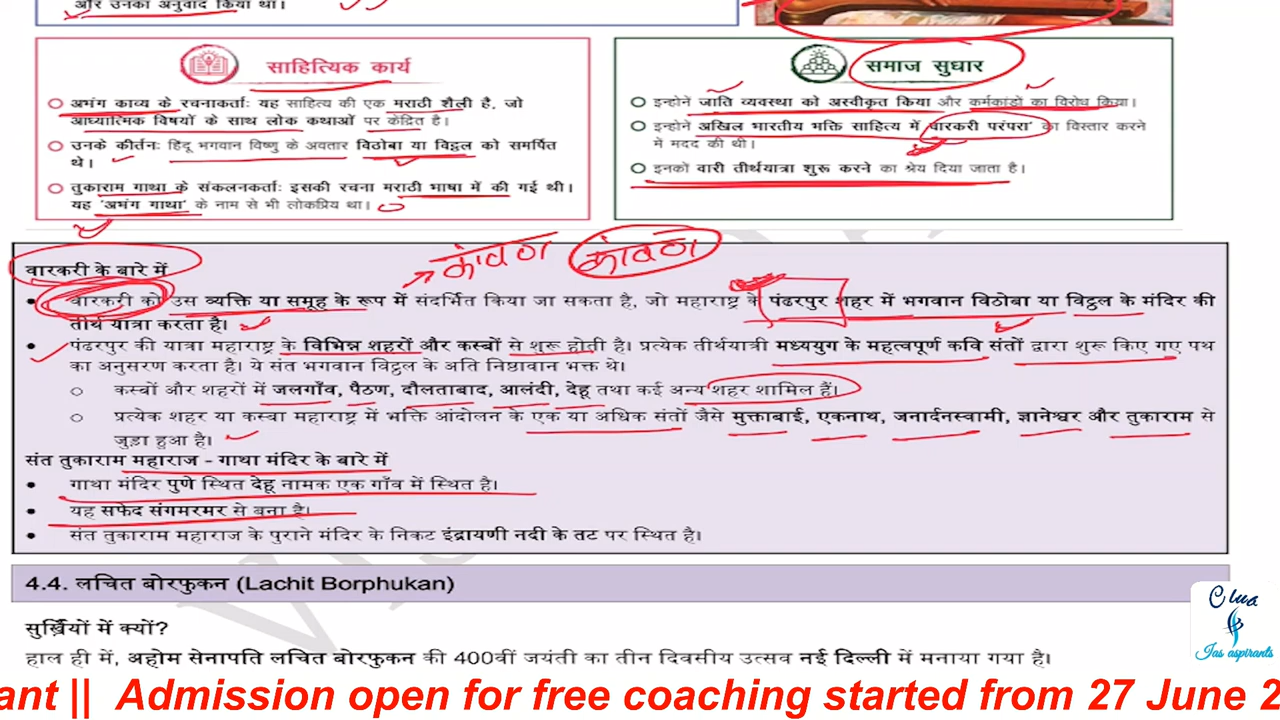 और उनका अनुवाद किया था।
साहित्यिक कार्य
अभंग काव्य के रचनाकर्ताः यह साहित्य की एक मराठी शैली है, जो
आध्यात्मिक विषयों के साथ लोक कथाओं पर केंद्रित है।
उनके कीर्तनः हिंदू भगवान विष्णु के अवतार विठोबा या विट्ठल को समर्पित
थे।
तुकाराम गाथा के संकलनकर्ताः इसकी रचना मराठी भाषा में की गई थी।
यह 'अभंग गाथा' के नाम से भी लोकप्रिय था।
समाज सुधार
इन्होनें जाति व्यवस्था को अस्वीकृत किया और कर्मकांडों का विरोध किया।
इन्होनें अखिल भारतीय भक्ति साहित्य में 'वारकरी परंपरा' का विस्तार करने
में मदद की थी।
इनको वारी तीर्थयात्रा शुरू करने का श्रेय दिया जाता है।
कांवण कांवणे
वारकरी के बारे में
वारकरी को उस व्यक्ति या समूह के रूप में संदर्भित किया जा सकता है, जो महाराष्ट्र के पंढरपुर शहर में भगवान विठोबा या विट्ठल के मंदिर की
तीर्थ यात्रा करता है।
पंढरपुर की यात्रा महाराष्ट्र के विभिन्न शहरों और कस्बों से शुरू होती है। प्रत्येक तीर्थयात्री मध्ययुग के महत्वपूर्ण कवि संतों द्वारा शुरू किए गए पथ
का अनुसरण करता है। ये संत भगवान विट्ठल के अति निष्ठावान भक्त थे।
कस्बों और शहरों में जलगाँव, पैठण, दौलताबाद, आलंदी, देहू तथा कई अन्य शहर शामिल हैं।
प्रत्येक शहर या कस्बा महाराष्ट्र में भक्ति आंदोलन के एक या अधिक संतों जैसे मुक्ताबाई, एकनाथ, जनार्दनस्वामी, ज्ञानेश्वर और तुकाराम से
जुड़ा हुआ है।
संत तुकाराम महाराज - गाथा मंदिर के बारे में
गाथा मंदिर पुणे स्थित देहू नामक एक गाँव में स्थित है।
यह सफेद संगमरमर से बना है।
संत तुकाराम महाराज के पुराने मंदिर के निकट इंद्रायणी नदी के तट पर स्थित है।
4.4. लचित बोरफुकन (Lachit Borphukan)
सुर्ख़ियों में क्यों?
हाल ही में, अहोम सेनापति लचित बोरफुकन की 400वीं जयंती का तीन दिवसीय उत्सव नई दिल्ली में मनाया गया है।
Clua
Jas aspirants
ant || Admission open for free coaching started from 27 June 2